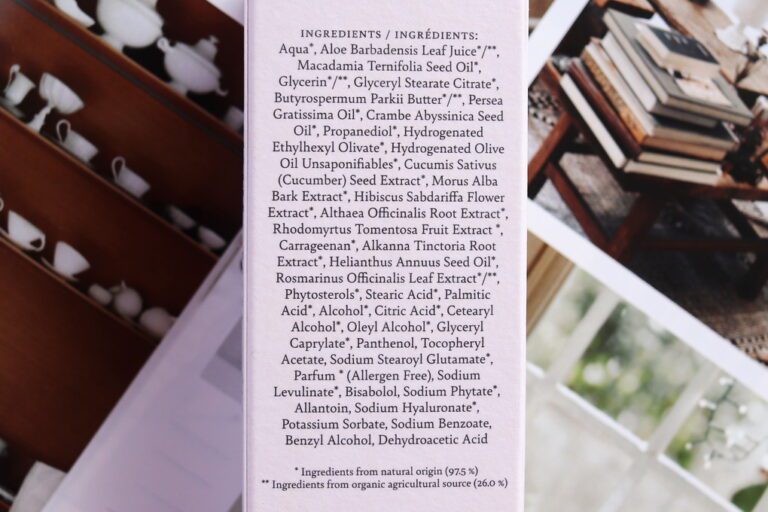 INGREDIENTS / INGRÉDIENTS:
Aqua*, Aloe Barbadensis Leaf Juice*/**,
Macadamia Ternifolia Seed Oil*,
Glycerin*/**, Glyceryl Stearate Citrate*,
Butyrospermum Parkii Butter*/**, Persea
Gratissima Oil*, Crambe Abyssinica Seed
Oil*, Propanediol*, Hydrogenated
Ethylhexyl Olivate*, Hydrogenated Olive
Oil Unsaponifiables*, Cucumis Sativus
(Cucumber) Seed Extract*, Morus Alba
Bark Extract*, Hibiscus Sabdariffa Flower
Extract*, Althaea Officinalis Root Extract*,
Rhodomyrtus Tomentosa Fruit Extract *,
Carrageenan*, Alkanna Tinctoria Root
Extract*, Helianthus Annuus Seed Oil*,
Rosmarinus Officinalis Leaf Extract*/**,
Phytosterols*, Stearic Acid*, Palmitic
Acid*, Alcohol*, Citric Acid*, Cetearyl
Alcohol*, Oleyl Alcohol*, Glyceryl
Caprylate*, Panthenol, Tocopheryl
Acetate, Sodium Stearoyl Glutamate*,
Parfum * (Allergen Free), Sodium
Levulinate*, Bisabolol, Sodium Phytate*,
Allantoin, Sodium Hyaluronate*,
Potassium Sorbate, Sodium Benzoate,
Benzyl Alcohol, Dehydroacetic Acid
* Ingredients from natural origin (97.5 %)
** Ingredients from organic agricultural source (26.0 %)